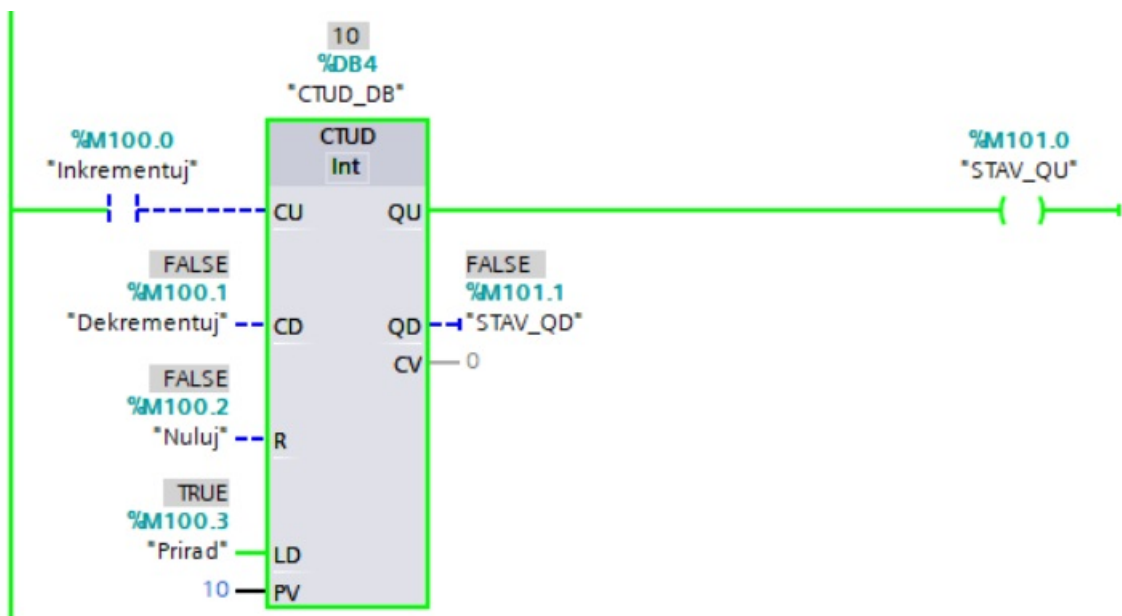 10
%DB4
"CTUD_DB"
%M100.0
"Inkrementuj"
CTUD
Int
%M101.0
"STAV_QU"
CU
QU
FALSE
%M100.1
"Dekrementuj"
CD
QD
FALSE
%M101.1
"STAV_QD"
CV
0
FALSE
%M100.2
"Nuluj"
R
TRUE
%M100.3
"Prirad"
LD
10
PV